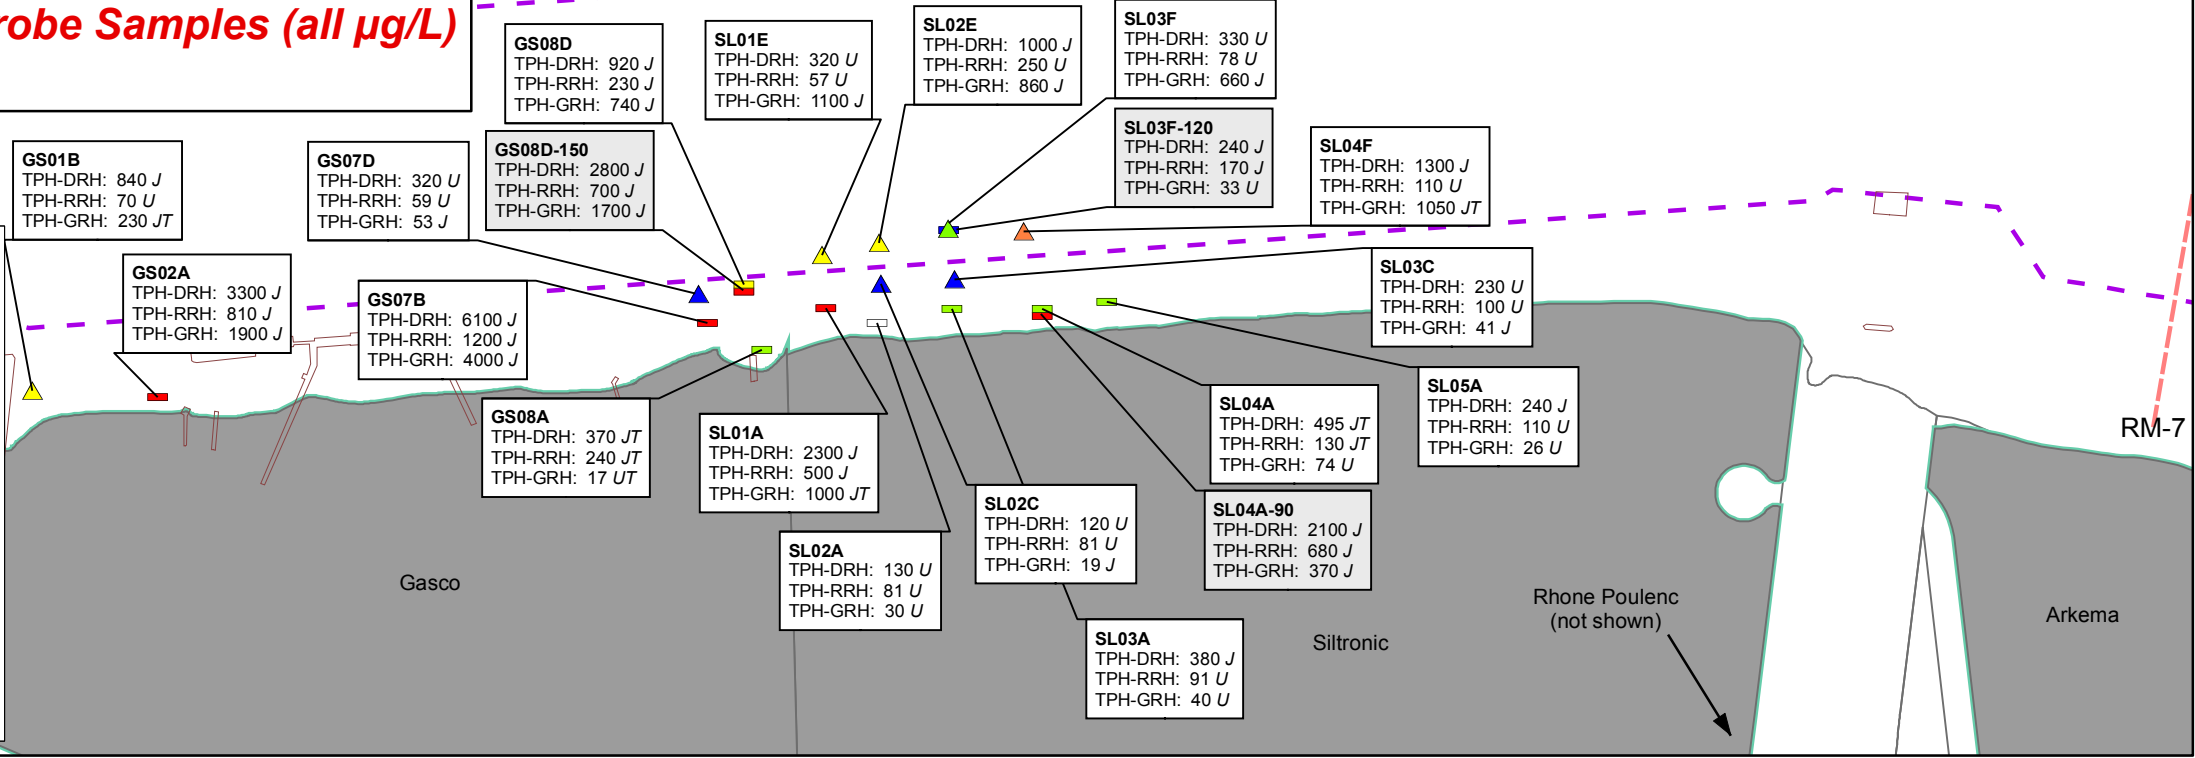 robe Samples (all µg/L)
GS01B
TPH-DRH: 840 J
TPH-RRH: 70 U
TPH-GRH: 230 JT
GS02A
TPH-DRH: 3300 J
TPH-RRH: 810 J
TPH-GRH: 1900 J
GS07D
TPH-DRH: 320 U
TPH-RRH: 59 U
TPH-GRH: 53 J
GS07B
TPH-DRH: 6100 J
TPH-RRH: 1200 J
TPH-GRH: 4000 J
GS08D
TPH-DRH: 920 J
TPH-RRH: 230 J
TPH-GRH: 740 J
GS08D-150
TPH-DRH: 2800 J
TPH-RRH: 700 J
TPH-GRH: 1700 J
GS08A
TPH-DRH: 370 JT
TPH-RRH: 240 JT
TPH-GRH: 17 UT
SL01E
TPH-DRH: 320 U
TPH-RRH: 57 U
TPH-GRH: 1100 J
SL01A
TPH-DRH: 2300 J
TPH-RRH: 500 J
TPH-GRH: 1000 JT
SL02E
TPH-DRH: 1000 J
TPH-RRH: 250 U
TPH-GRH: 860 J
SL02A
TPH-DRH: 130 U
TPH-RRH: 81 U
TPH-GRH: 30 U
SL02C
TPH-DRH: 120 U
TPH-RRH: 81 U
TPH-GRH: 19 J
SL03F
TPH-DRH: 330 U
TPH-RRH: 78 U
TPH-GRH: 660 J
SL03F-120
TPH-DRH: 240 J
TPH-RRH: 170 J
TPH-GRH: 33 U
SL03A
TPH-DRH: 380 J
TPH-RRH: 91 U
TPH-GRH: 40 U
SL04F
TPH-DRH: 1300 J
TPH-RRH: 110 U
TPH-GRH: 1050 JT
SL03C
TPH-DRH: 230 U
TPH-RRH: 100 U
TPH-GRH: 41 J
SL04A
TPH-DRH: 495 JT
TPH-RRH: 130 JT
TPH-GRH: 74 U
SL04A-90
TPH-DRH: 2100 J
TPH-RRH: 680 J
TPH-GRH: 370 J
SL05A
TPH-DRH: 240 J
TPH-RRH: 110 U
TPH-GRH: 26 U
Gasco
Siltronic
Rhone Poulenc
(not shown)
Arkema
RM-7